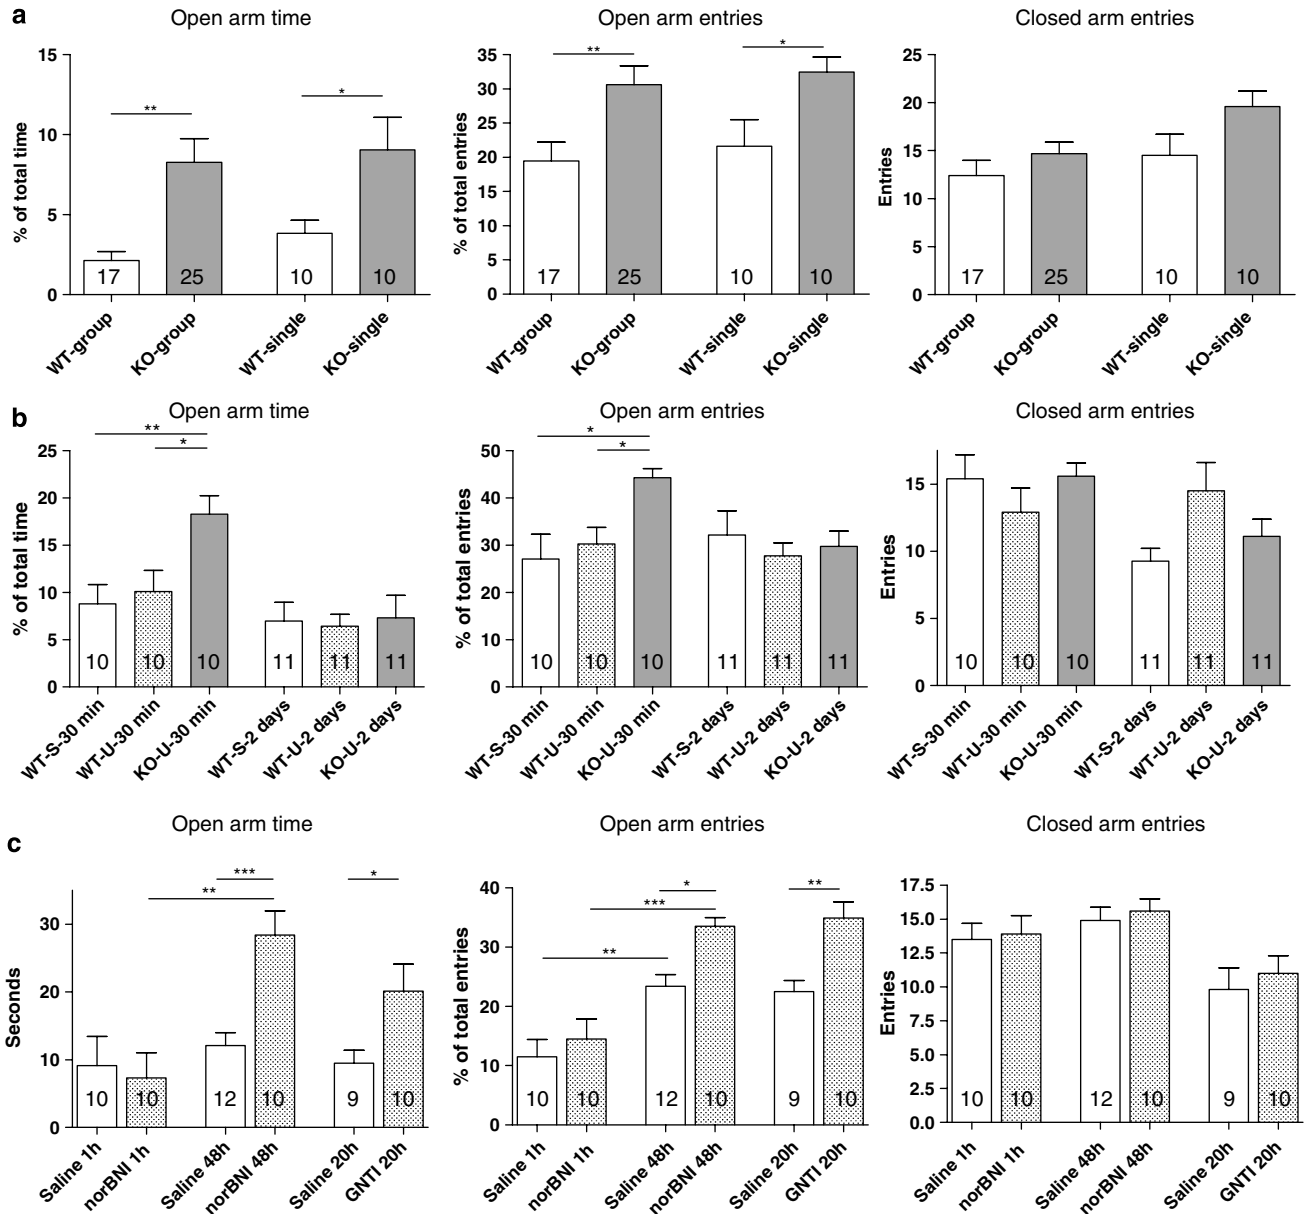 a
Open arm time
Open arm entries
Closed arm entries
% of total time
15
10
5
0
**
*
17
25
10
10
WT-group
KO-group
WT-single
KO-single
% of total entries
35
30
25
20
15
10
5
0
**
*
17
25
10
10
WT-group
KO-group
WT-single
KO-single
Entries
25
20
15
10
5
0
17
25
10
10
WT-group
KO-group
WT-single
KO-single
b
Open arm time
Open arm entries
Closed arm entries
% of total time
25
20
15
10
5
0
**
*
10
10
10
11
11
11
WT-S-30 min
WT-U-30 min
KO-U-30 min
WT-S-2 days
WT-U-2 days
KO-U-2 days
% of total entries
50
40
30
20
10
0
*
*
10
10
10
11
11
11
WT-S-30 min
WT-U-30 min
KO-U-30 min
WT-S-2 days
WT-U-2 days
KO-U-2 days
Entries
15
10
5
0
10
10
10
11
11
11
WT-S-30 min
WT-U-30 min
KO-U-30 min
WT-S-2 days
WT-U-2 days
KO-U-2 days
c
Open arm time
Open arm entries
Closed arm entries
Seconds
30
20
10
0
***
**
*
10
10
12
10
9
10
Saline 1h
norBNI 1h
Saline 48h
norBNI 48h
Saline 20h
GNTI 20h
% of total entries
40
30
20
10
0
*
***
**
**
10
10
12
10
9
10
Saline 1h
norBNI 1h
Saline 48h
norBNI 48h
Saline 20h
GNTI 20h
Entries
17.5
15.0
12.5
10.0
7.5
5.0
2.5
0.0
10
10
12
10
9
10
Saline 1h
norBNI 1h
Saline 48h
norBNI 48h
Saline 20h
GNTI 20h